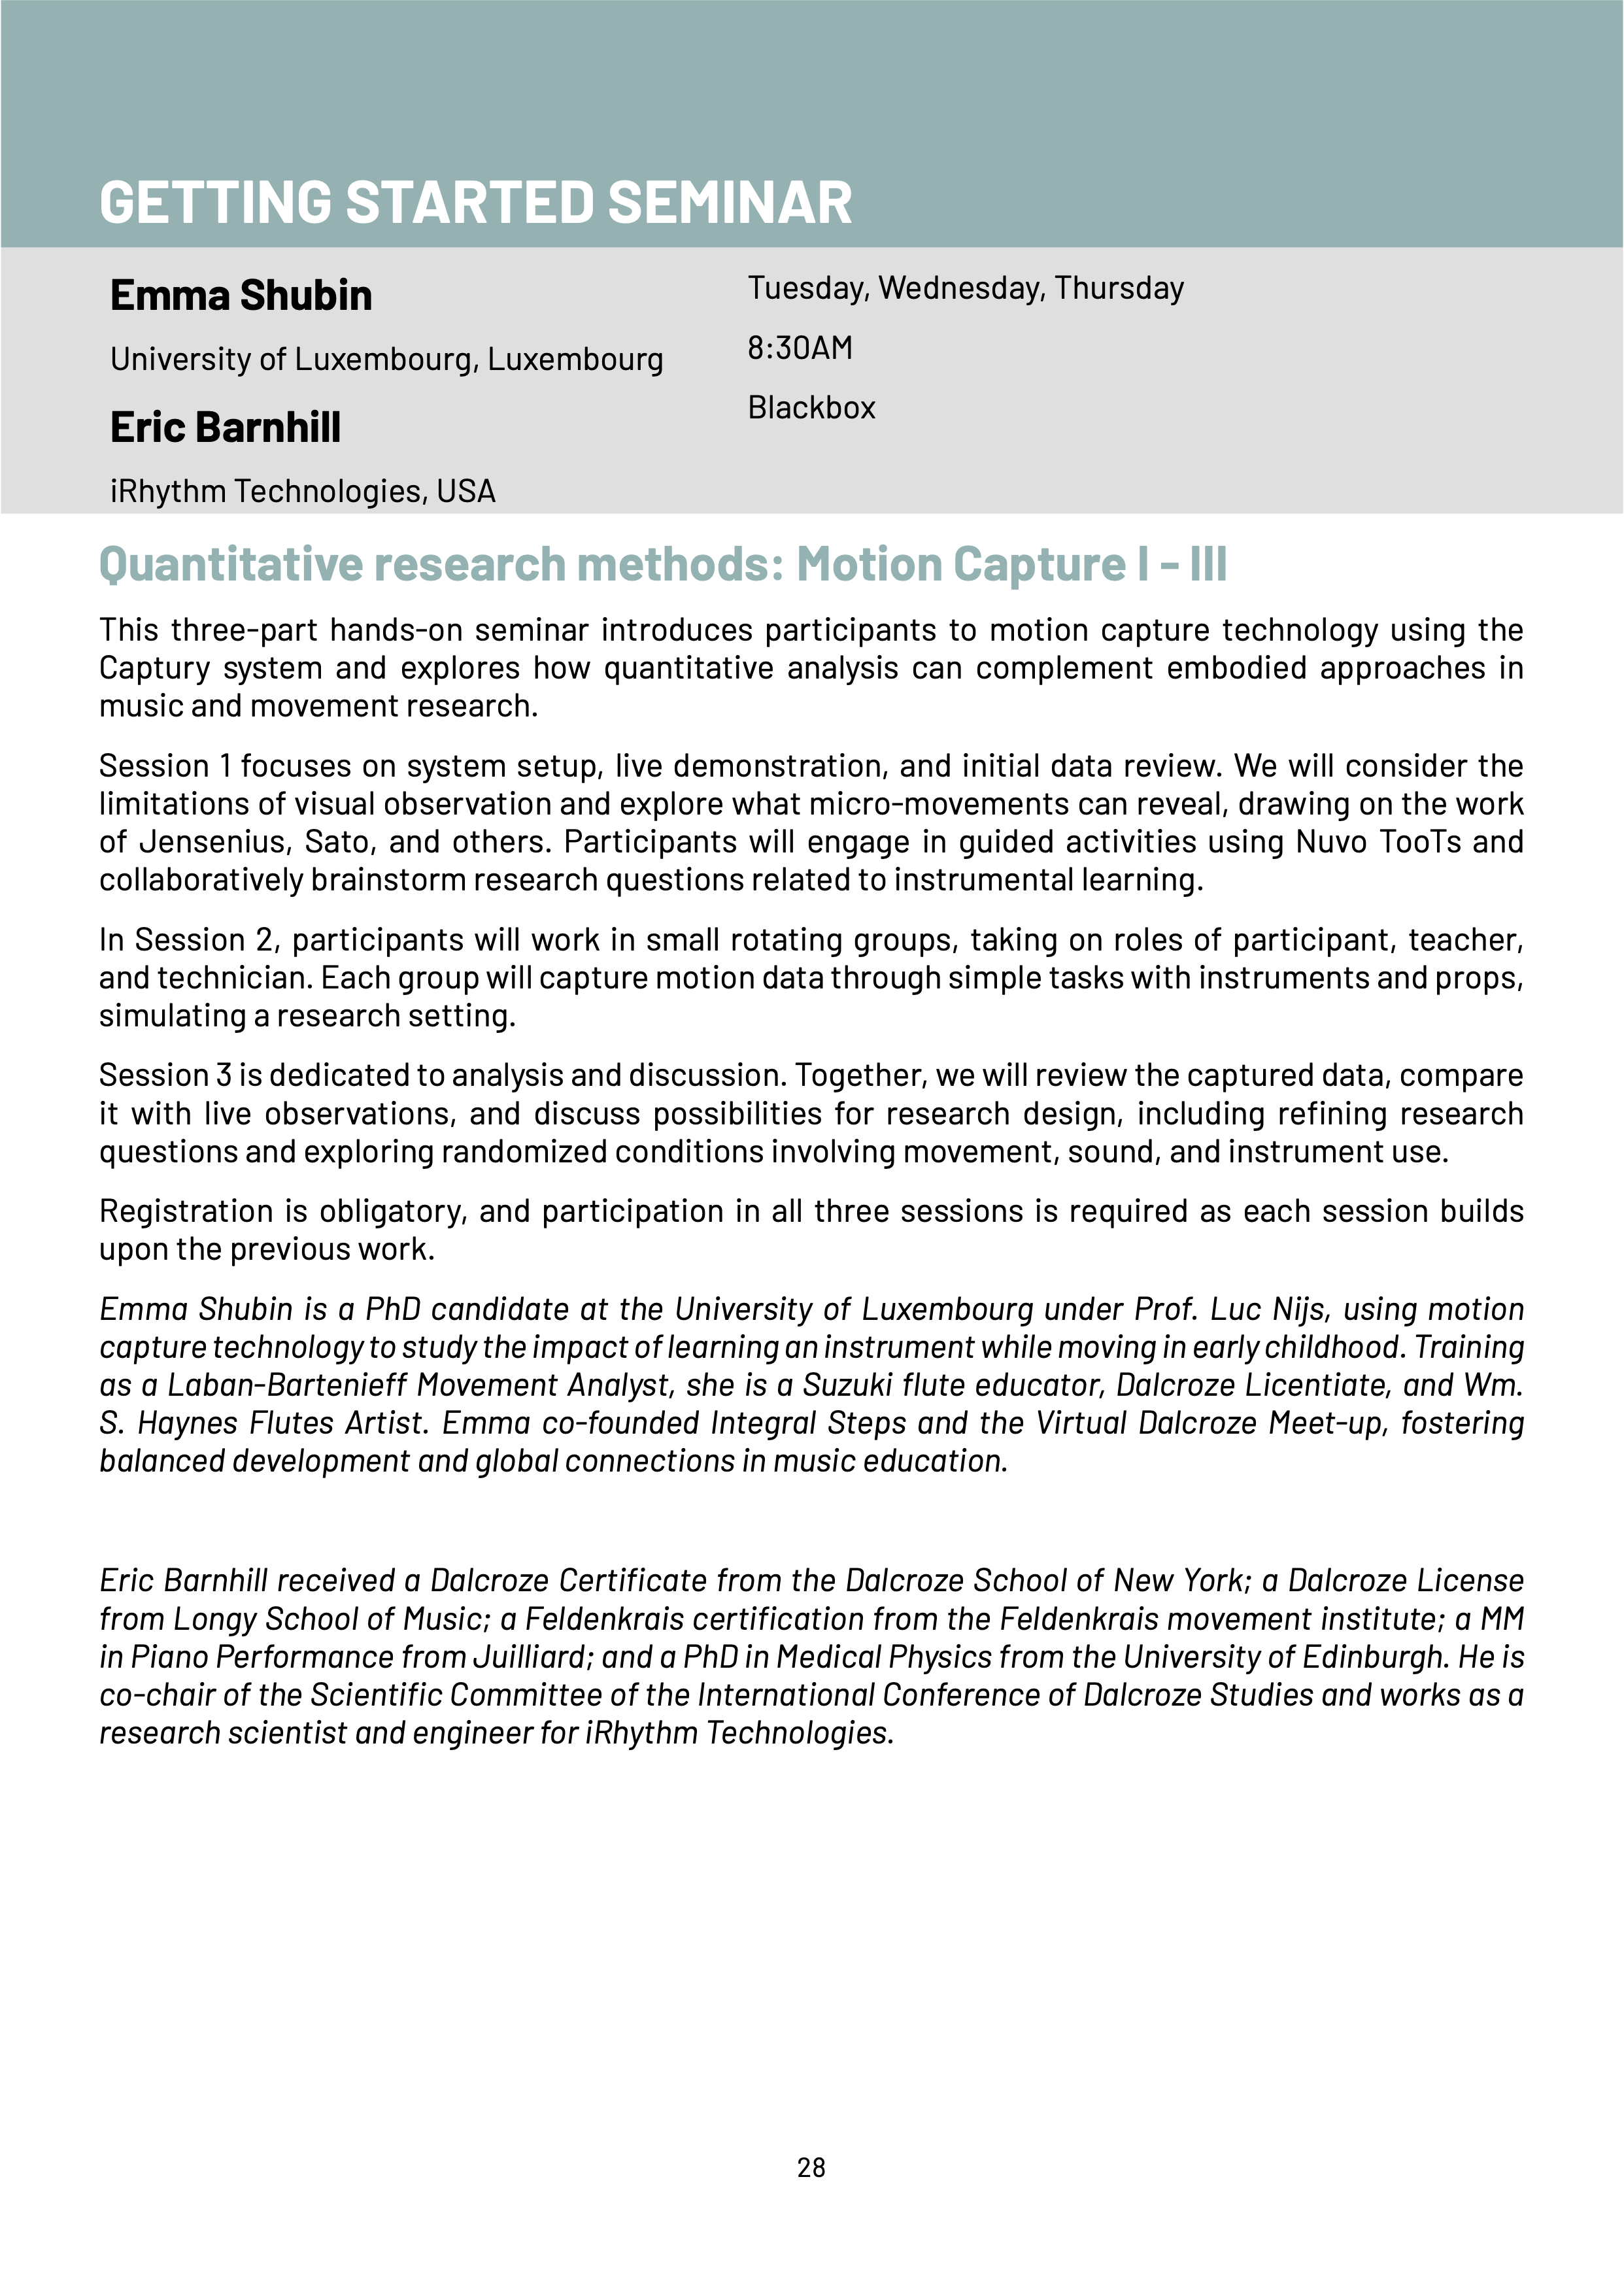 GETTING STARTED SEMINAR
Emma Shubin
University of Luxembourg, Luxembourg
Eric Barnhill
iRhythm Technologies, USA
Tuesday, Wednesday, Thursday
8:30AM
Blackbox
Quantitative research methods: Motion Capture I - III
This three-part hands-on seminar introduces participants to motion capture technology using the
Captury system and explores how quantitative analysis can complement embodied approaches in
music and movement research.
Session 1 focuses on system setup, live demonstration, and initial data review. We will consider the
limitations of visual observation and explore what micro-movements can reveal, drawing on the work
of Jensenius, Sato, and others. Participants will engage in guided activities using Nuvo TooTs and
collaboratively brainstorm research questions related to instrumental learning.
In Session 2, participants will work in small rotating groups, taking on roles of participant, teacher,
and technician. Each group will capture motion data through simple tasks with instruments and props,
simulating a research setting.
Session 3 is dedicated to analysis and discussion. Together, we will review the captured data, compare
it with live observations, and discuss possibilities for research design, including refining research
questions and exploring randomized conditions involving movement, sound, and instrument use.
Registration is obligatory, and participation in all three sessions is required as each session builds
upon the previous work.
Emma Shubin is a PhD candidate at the University of Luxembourg under Prof. Luc Nijs, using motion
capture technology to study the impact of learning an instrument while moving in early childhood. Training
as a Laban-Bartenieff Movement Analyst, she is a Suzuki flute educator, Dalcroze Licentiate, and Wm.
S. Haynes Flutes Artist. Emma co-founded Integral Steps and the Virtual Dalcroze Meet-up, fostering
balanced development and global connections in music education.
Eric Barnhill received a Dalcroze Certificate from the Dalcroze School of New York; a Dalcroze License
from Longy School of Music; a Feldenkrais certification from the Feldenkrais movement institute; a MM
in Piano Performance from Juilliard; and a PhD in Medical Physics from the University of Edinburgh. He is
co-chair of the Scientific Committee of the International Conference of Dalcroze Studies and works as a
research scientist and engineer for iRhythm Technologies.
28